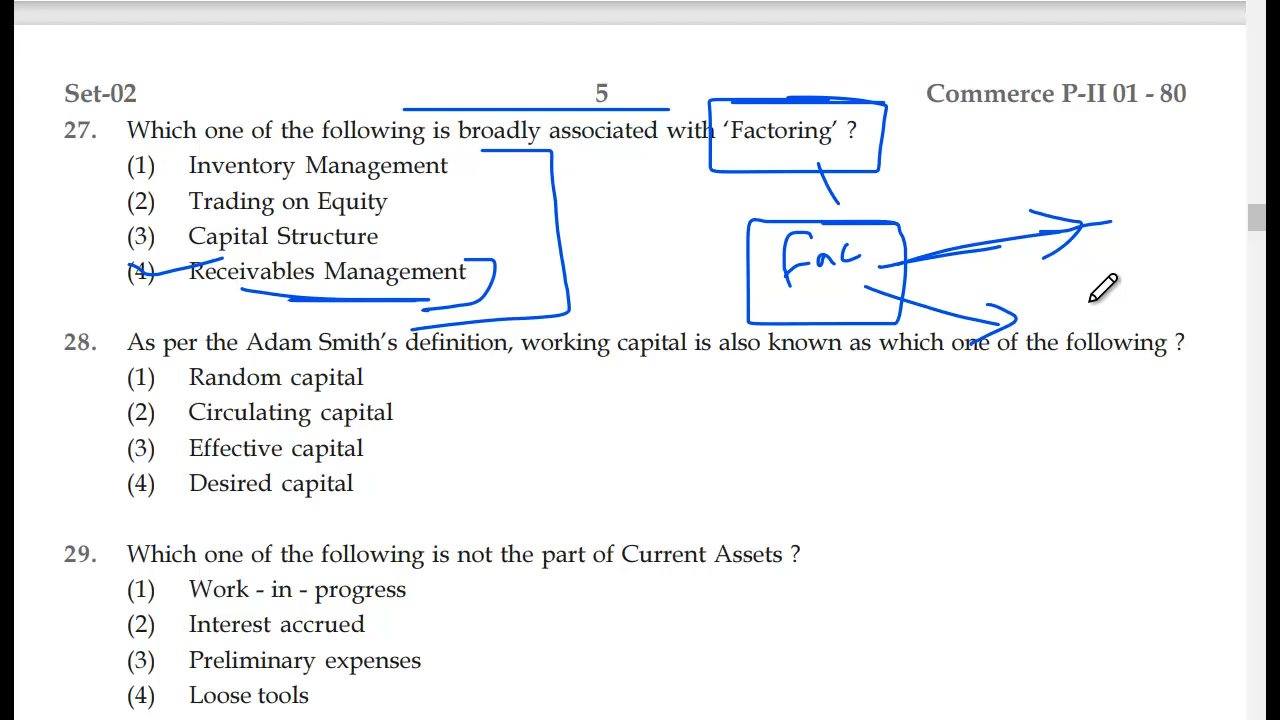 Set-02 5 Commerce P-II 01 - 80
27. Which one of the following is broadly associated with ‘Factoring’ ?
(1) Inventory Management
(2) Trading on Equity
(3) Capital Structure
Fac
(4) Receivables Management
28. As per the Adam Smith’s definition, working capital is also known as which one of the following ?
(1) Random capital
(2) Circulating capital
(3) Effective capital
(4) Desired capital
29. Which one of the following is not the part of Current Assets ?
(1) Work - in - progress
(2) Interest accrued
(3) Preliminary expenses
(4) Loose tools